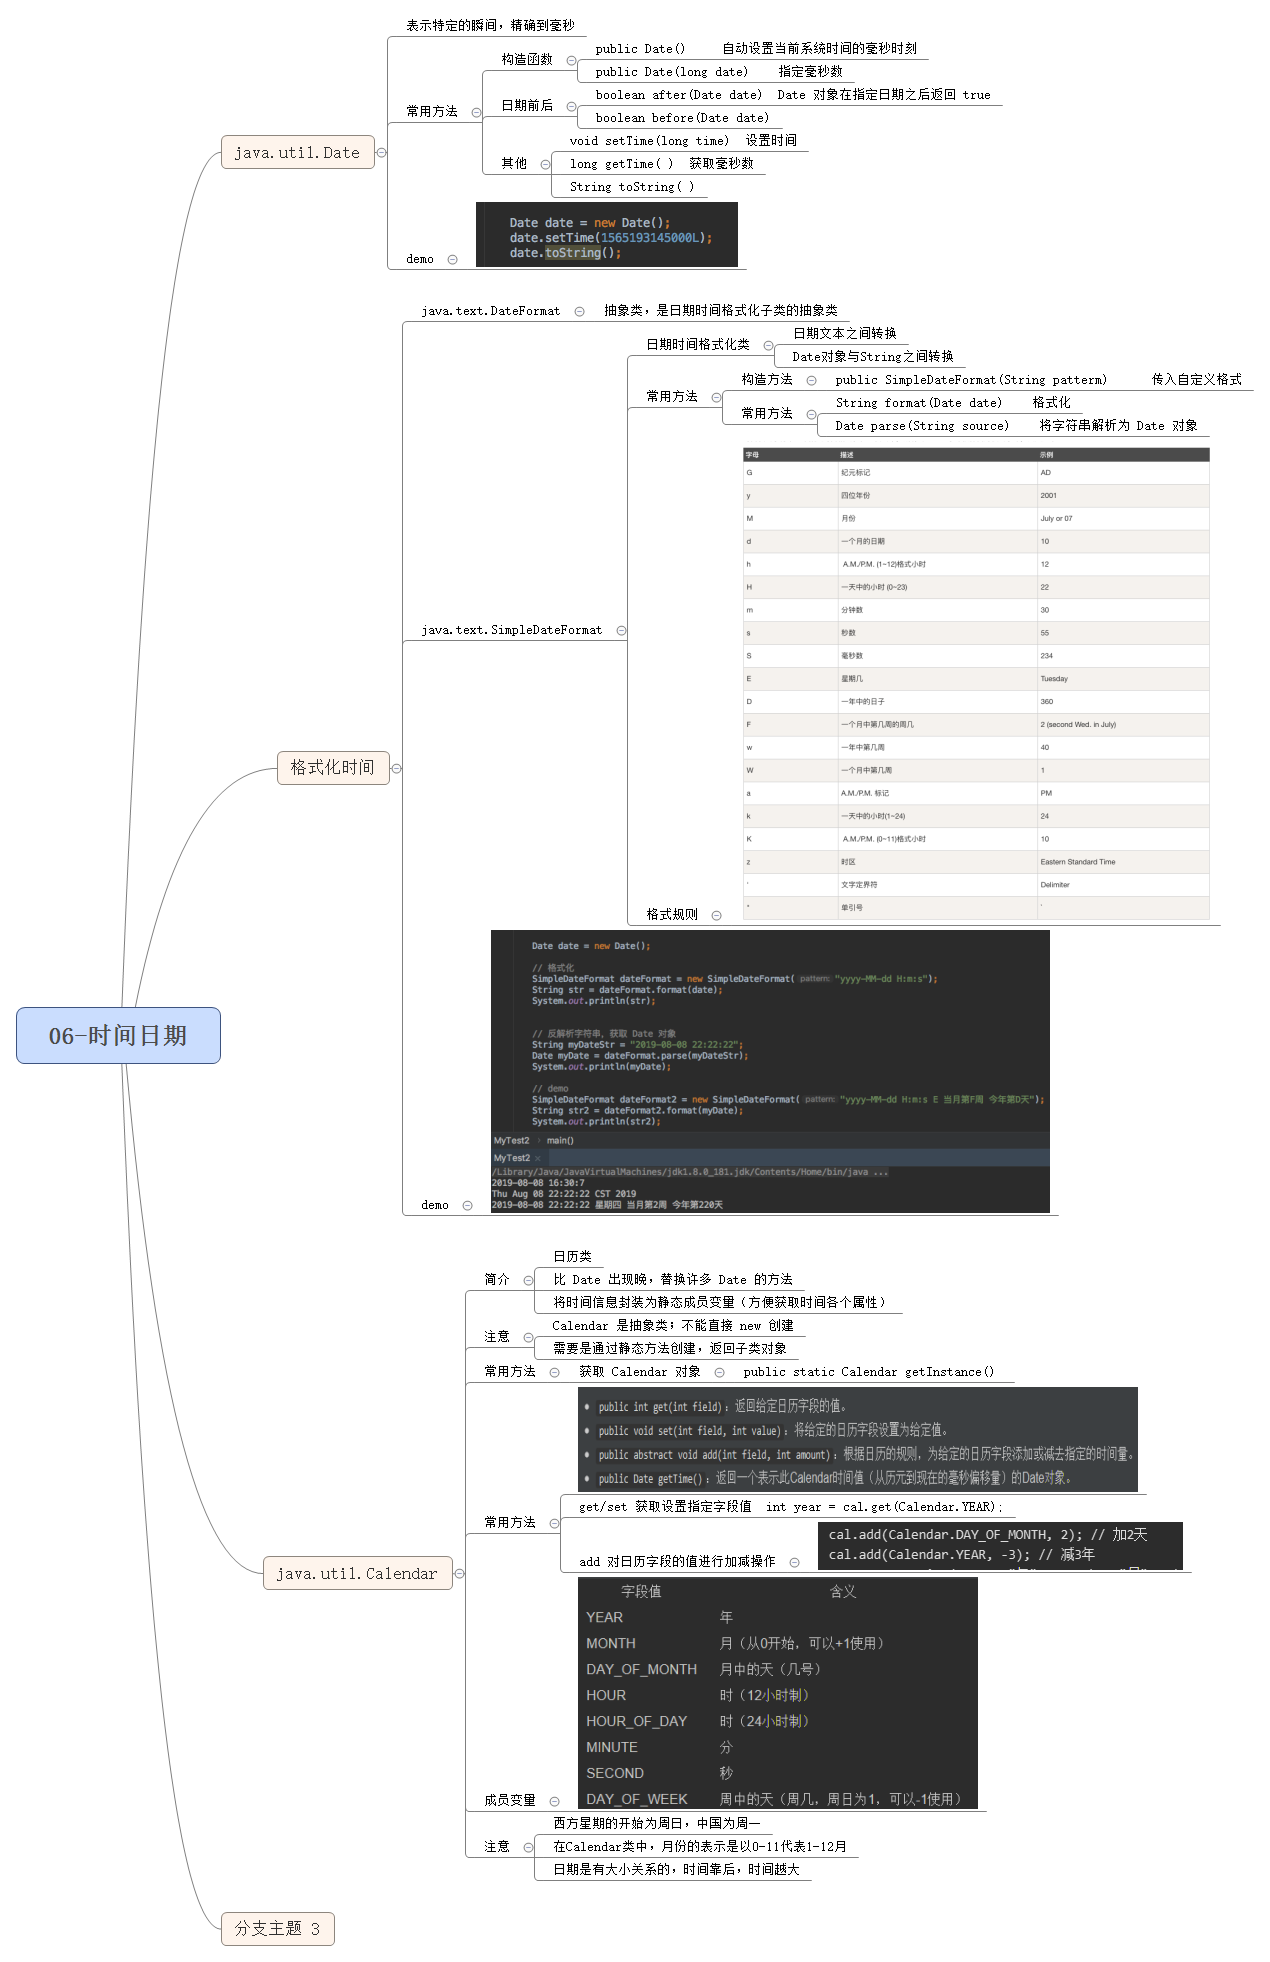 06-时间日期
java.util.Date
表示特定的瞬间，精确到毫秒
常用方法
构造函数
public Date()  自动设置当前系统时间的毫秒时刻
public Date(long date)  指定毫秒数
日期前后
boolean after(Date date)  Date 对象在指定日期之后返回 true
boolean before(Date date)
其他
void setTime(long time)  设置时间
long getTime( )  获取毫秒数
String toString( )
demo
Date date = new Date();
date.setTime(1565193145000L);
date.toString();
格式化时间
java.text.DateFormat  抽象类，是日期时间格式化子类的抽象类
java.text.SimpleDateFormat
日期时间格式化类
日期文本之间转换
Date对象与String之间转换
常用方法
构造方法  public SimpleDateFormat(String patterm)  传入自定义格式
常用方法
String format(Date date)  格式化
Date parse(String source)  将字符串解析为 Date 对象
格式规则
字母  描述  示例
G  纪元标记  AD
y  四位年份  2001
M  月份  July or 07
d  一个月的日期  10
h  A.M./P.M. (1~12)格式小时  12
H  一天中的小时 (0~23)  22
m  分钟数  30
s  秒数  55
S  毫秒数  234
E  星期几  Tuesday
D  一年中的日子  360
F  一个月中第几周的周几  2 (second Wed. in July)
w  一年中第几周  40
W  一个月中第几周  1
a  A.M./P.M. 标记  PM
k  一天中的小时(1~24)  24
K  A.M./P.M. (0~11)格式小时  10
z  时区  Eastern Standard Time
'  文字定界符  Delimiter
"  单引号  `
demo
Date date = new Date();
// 格式化
SimpleDateFormat dateFormat = new SimpleDateFormat( pattern: "yyyy-MM-dd H:m:s");
String str = dateFormat.format(date);
System.out.println(str);
// 反解析字符串，获取 Date 对象
String myDateStr = "2019-08-08 22:22:22";
Date myDate = dateFormat.parse(myDateStr);
System.out.println(myDate);
// demo
SimpleDateFormat dateFormat2 = new SimpleDateFormat( pattern: "yyyy-MM-dd H:m:s E 当月第F周 今年第D天");
String str2 = dateFormat2.format(myDate);
System.out.println(str2);
MyTest2 › main()
MyTest2 ×
/Library/Java/JavaVirtualMachines/jdk1.8.0_181.jdk/Contents/Home/bin/java ...
2019-08-08 16:30:7
Thu Aug 08 22:22:22 CST 2019
2019-08-08 22:22:22 星期四 当月第2周 今年第220天
java.util.Calendar
简介
日历类
比 Date 出现晚，替换许多 Date 的方法
将时间信息封装为静态成员变量（方便获取时间各个属性）
注意
Calendar 是抽象类；不能直接 new 创建
需要是通过静态方法创建，返回子类对象
常用方法  获取 Calendar 对象  public static Calendar getInstance()
常用方法
• public int get(int field)：返回给定日历字段的值。
• public void set(int field, int value)：将给定的日历字段设置为给定值。
• public abstract void add(int field, int amount)：根据日历的规则，为给定的日历字段添加或减去指定的时间量。
• public Date getTime()：返回一个表示此Calendar时间值（从历元到现在的毫秒偏移量）的Date对象。
get/set 获取设置指定字段值  int year = cal.get(Calendar.YEAR);
add 对日历字段的值进行加减操作
cal.add(Calendar.DAY_OF_MONTH, 2); // 加2天
cal.add(Calendar.YEAR, -3); // 减3年
成员变量
字段值  含义
YEAR  年
MONTH  月（从0开始，可以+1使用）
DAY_OF_MONTH  月中的天（几号）
HOUR  时（12小时制）
HOUR_OF_DAY  时（24小时制）
MINUTE  分
SECOND  秒
DAY_OF_WEEK  周中的天（周几，周日为1，可以-1使用）
注意
西方星期的开始为周日，中国为周一
在Calendar类中，月份的表示是以0-11代表1-12月
日期是有大小关系的，时间靠后，时间越大
分支主题 3